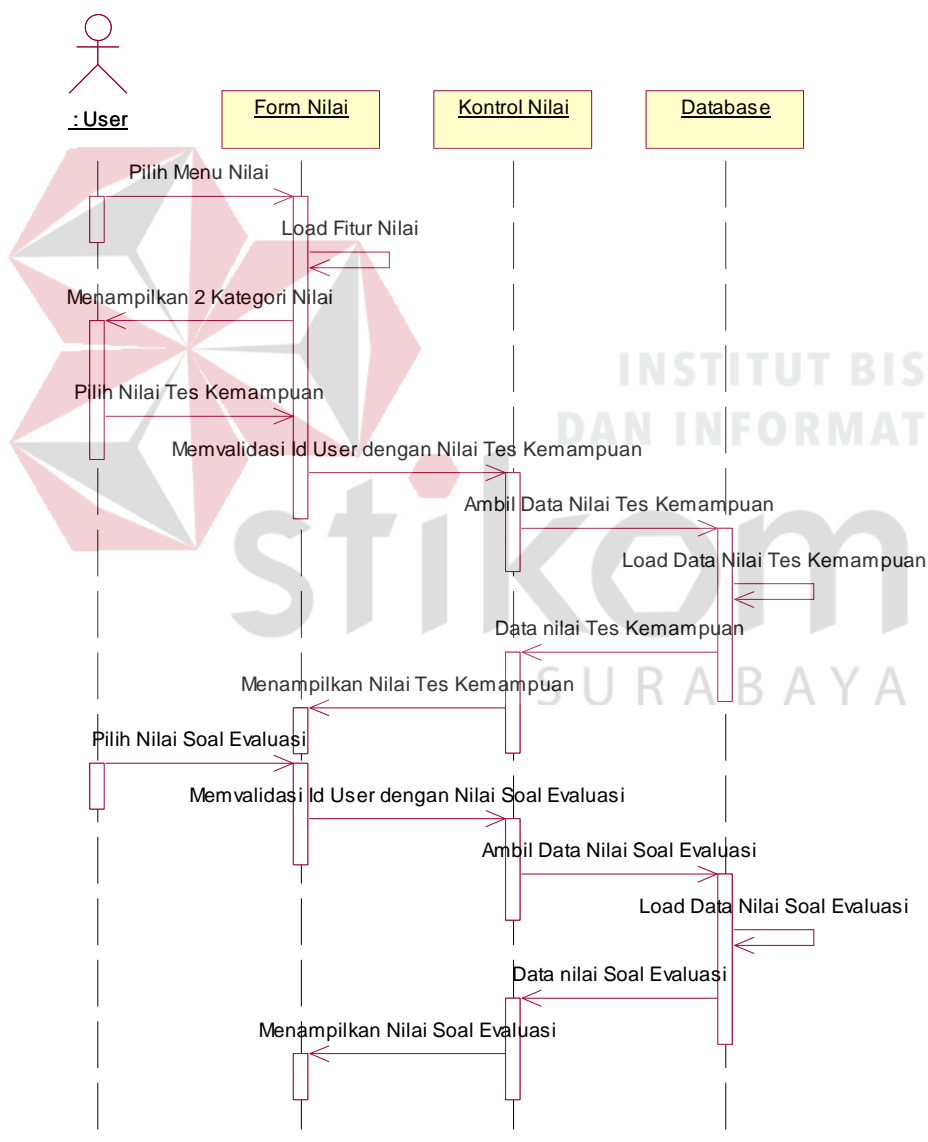 : User
Form Nilai
Kontrol Nilai
Database
Pilih Menu Nilai
Load Fitur Nilai
Menampilkan 2 Kategori Nilai
INSTITUT BIS
Pilih Nilai Tes Kemampuan
DAN INFORMAT
Memvalidasi Id User dengan Nilai Tes Kemampuan
stikom
Ambil Data Nilai Tes Kemampuan
Load Data Nilai Tes Kemampuan
Data nilai Tes Kemampuan
SURABAYA
Menampilkan Nilai Tes Kemampuan
Pilih Nilai Soal Evaluasi
Memvalidasi Id User dengan Nilai Soal Evaluasi
Ambil Data Nilai Soal Evaluasi
Load Data Nilai Soal Evaluasi
Data nilai Soal Evaluasi
Menampilkan Nilai Soal Evaluasi